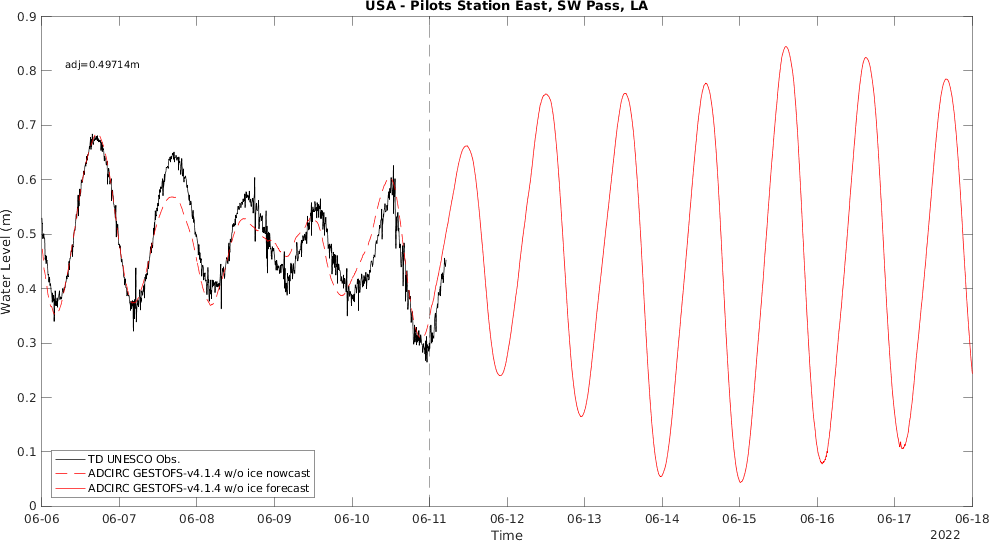 USA - Pilots Station East, SW Pass, LA
adj=0.49714m
Water Level (m)
0.9
0.8
0.7
0.6
0.5
0.4
0.3
0.2
0.1
0
TD UNESCO Obs.
ADCIRC GESTOFS-v4.1.4 w/o ice nowcast
ADCIRC GESTOFS-v4.1.4 w/o ice forecast
06-06 06-07 06-08 06-09 06-10 06-11 06-12 06-13 06-14 06-15 06-16 06-17 06-18
Time
2022